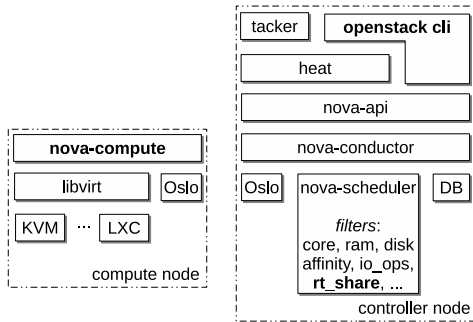 tacker
openstack cli
heat
nova-api
nova-conductor
Oslo
nova-scheduler
DB
filters:
core, ram, disk
affinity, io_ops,
rt_share, ...
controller node
nova-compute
libvirt
Oslo
KVM ... LXC
compute node